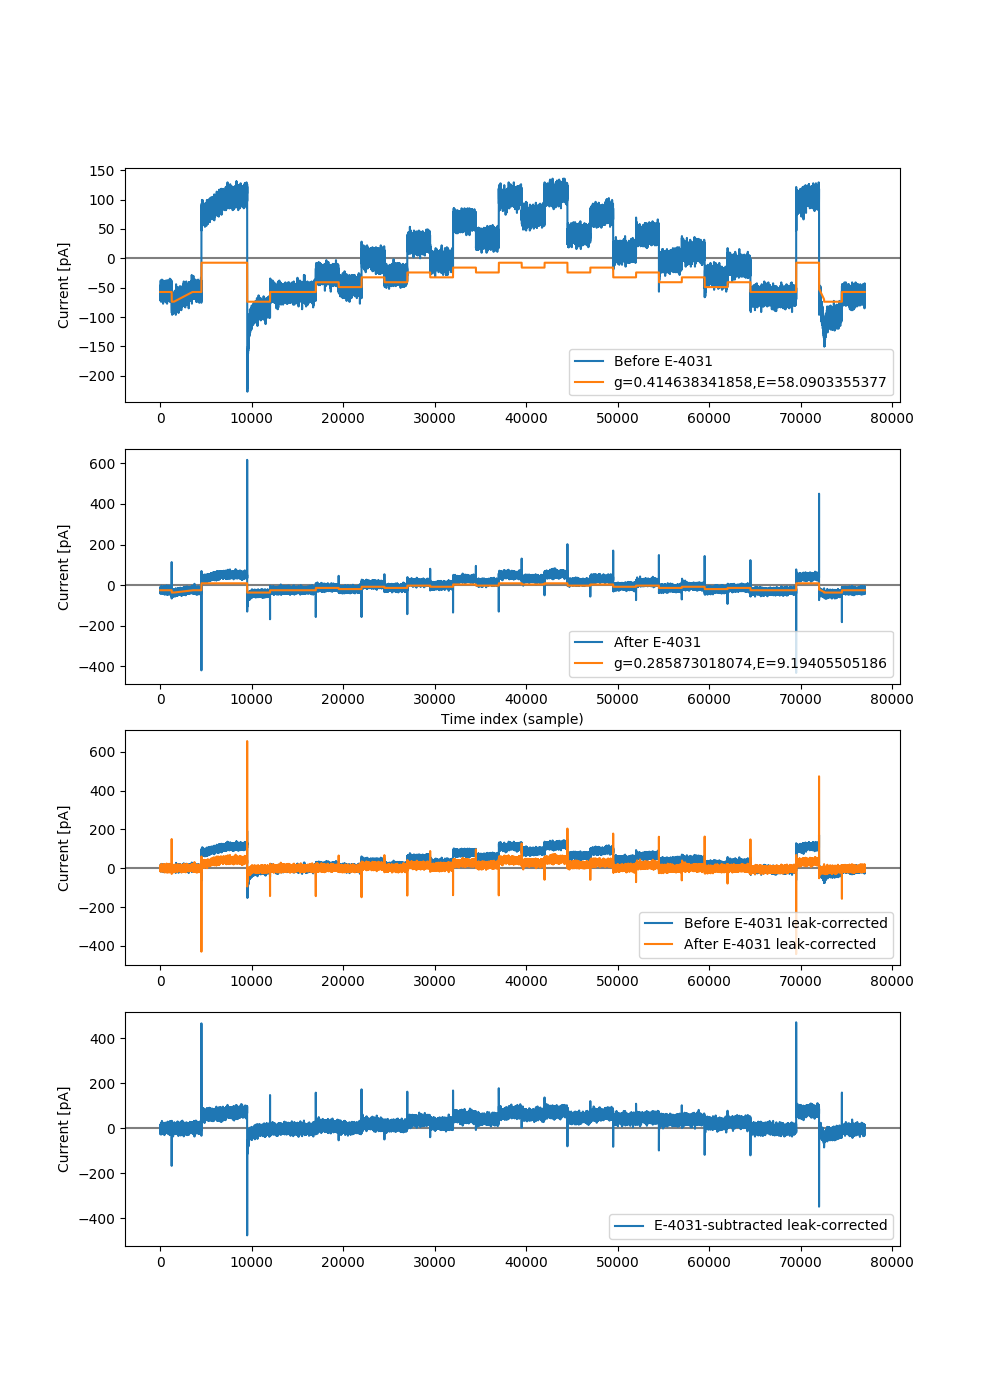 150
100
50
0
−50
−100
−150
−200
Current [pA]
Before E-4031
g=0.414638341858,E=58.0903355377
0 10000 20000 30000 40000 50000 60000 70000 80000
600
400
200
0
−200
−400
Current [pA]
After E-4031
g=0.285873018074,E=9.19405505186
0 10000 20000 30000 40000 50000 60000 70000 80000
Time index (sample)
600
400
200
0
−200
−400
Current [pA]
Before E-4031 leak-corrected
After E-4031 leak-corrected
0 10000 20000 30000 40000 50000 60000 70000 80000
400
200
0
−200
−400
Current [pA]
E-4031-subtracted leak-corrected
0 10000 20000 30000 40000 50000 60000 70000 80000